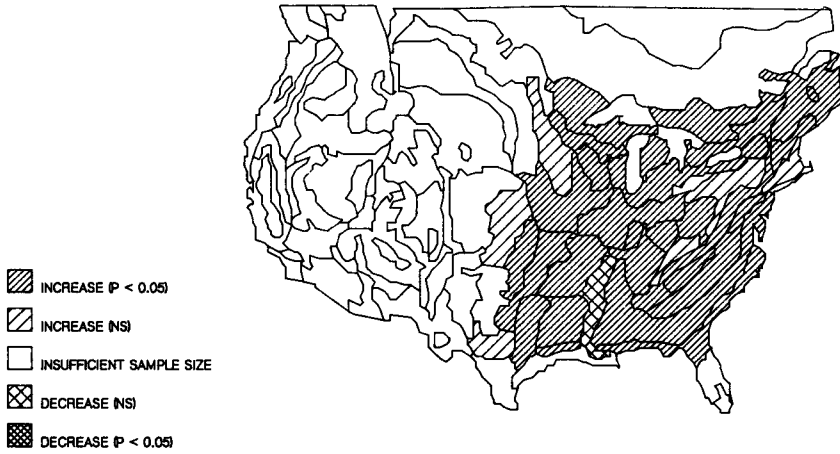 INCREASE (P < 0.05)
INCREASE (NS)
INSUFFICIENT SAMPLE SIZE
DECREASE (NS)
DECREASE (P < 0.05)